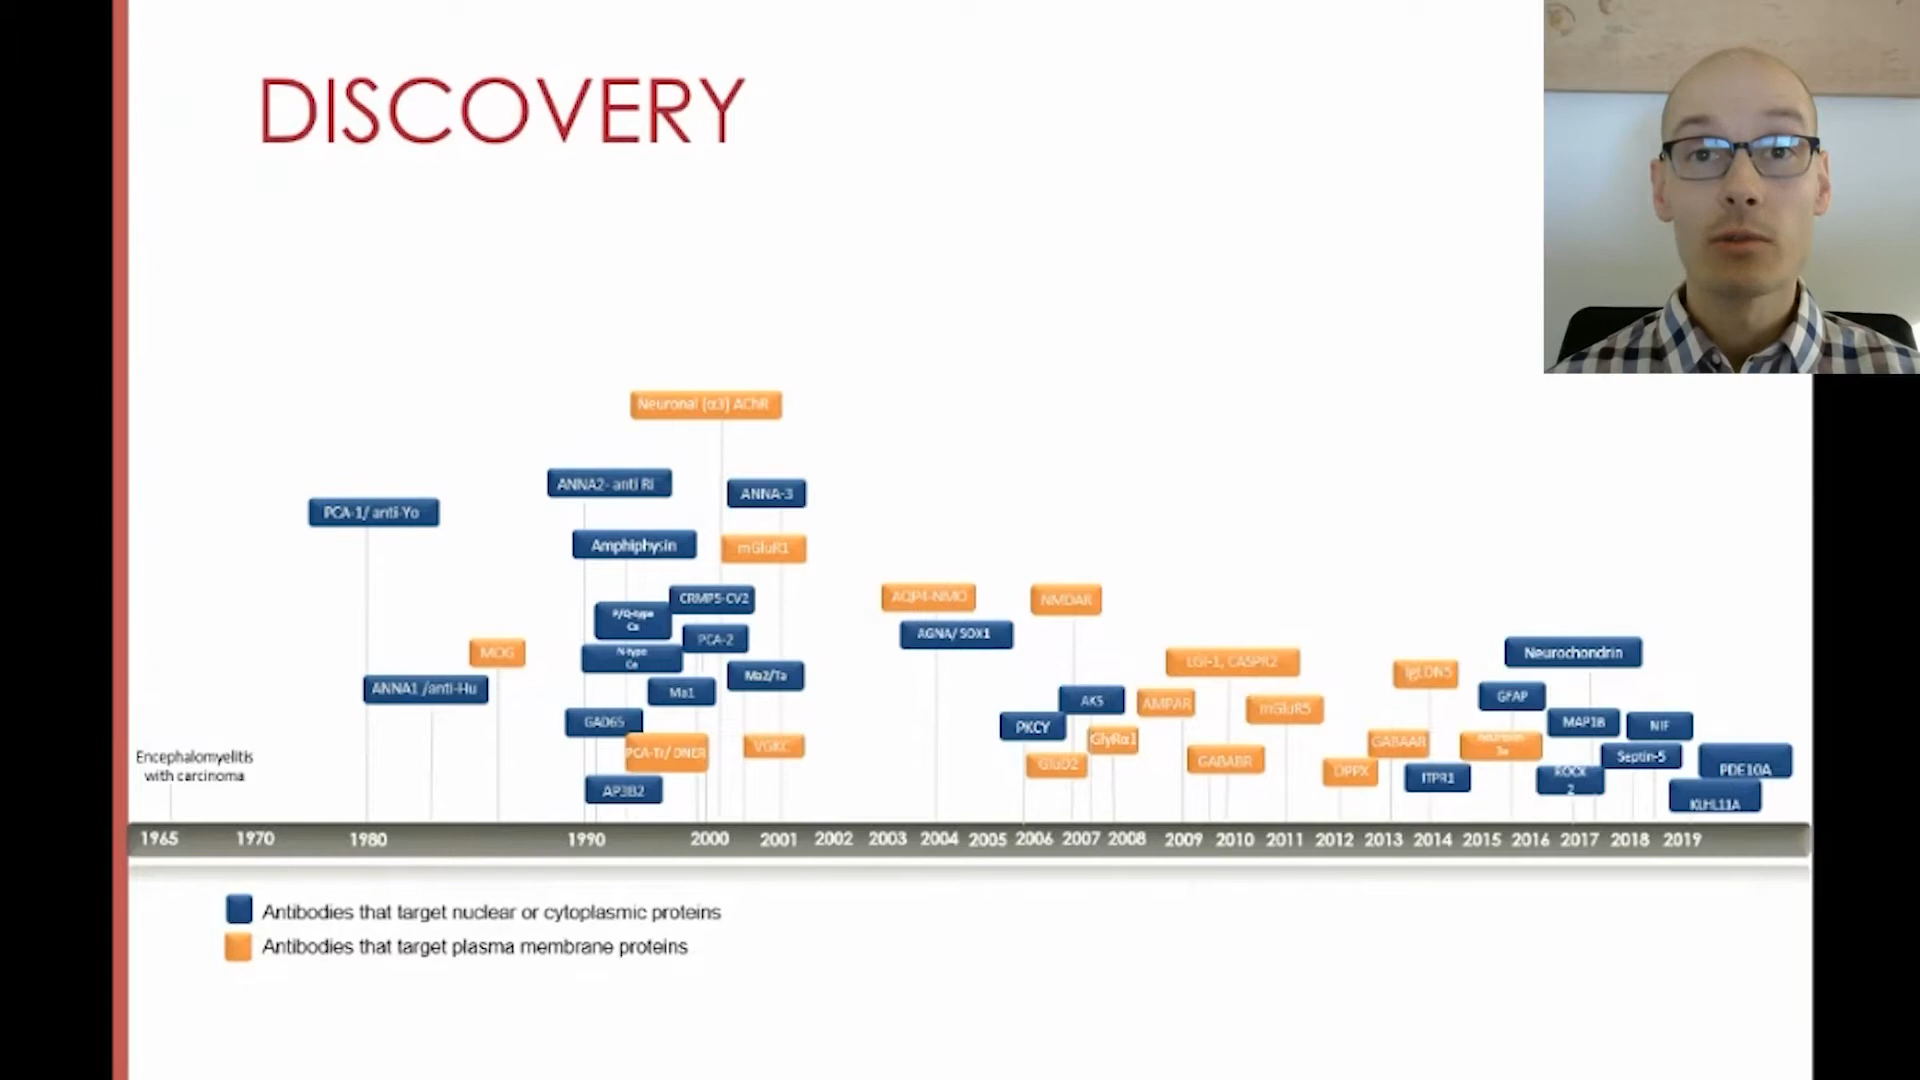 DISCOVERY
Neuronal (α3) AChR
ANNA2- anti Ri
ANNA-3
PCA-1/ anti-Yo
Amphiphysin
mGluR1
CRMP5-CV2
P/Q-type
Ca
AQP4-NMO
NMDAR
PCA-2
AGNA/ SOX1
MOG
N-type
Ca
Neurochondrin
LGI-1, CASPR2
Ma2/Ta
IgLON5
ANNA1 /anti-Hu
Ma1
GFAP
AK5
AMPAR
mGluR5
GAD65
MAP1B
NIF
PKCY
GlyRα1
GABAAR
PCA-Tr/ DNER
VGKC
3α
Septin-5
Encephalomyelitis
with carcinoma
GluD2
GABABR
DPPX
ITPR1
ROCK
2
PDE10A
AP3B2
KLHL11A
1965 1970 1980 1990 2000 2001 2002 2003 2004 2005 2006 2007 2008 2009 2010 2011 2012 2013 2014 2015 2016 2017 2018 2019
Antibodies that target nuclear or cytoplasmic proteins
Antibodies that target plasma membrane proteins